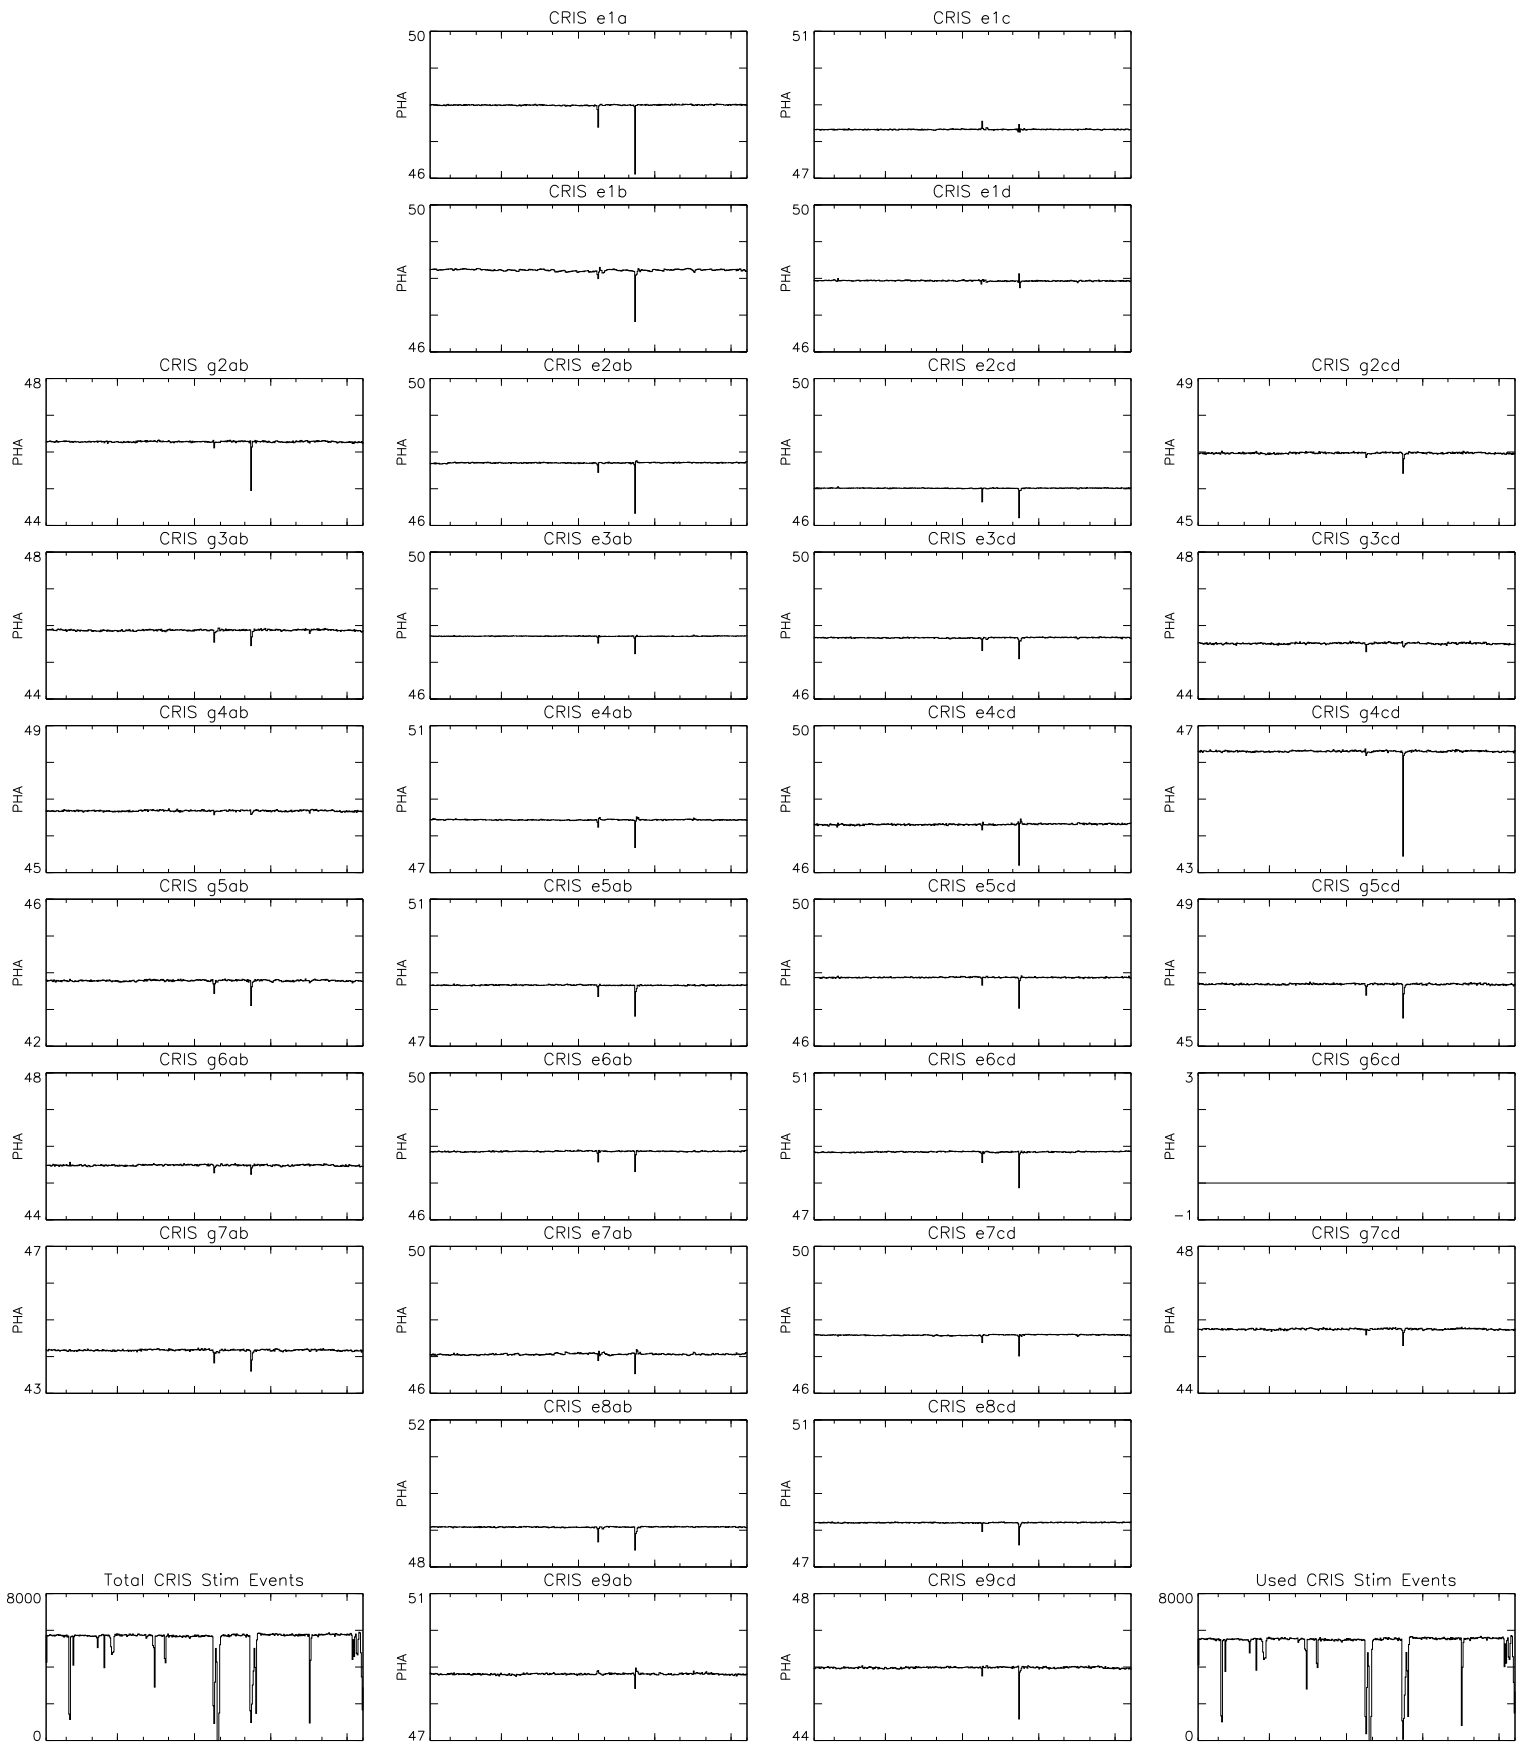 CRIS e1a
CRIS e1c
50
PHA
46
51
PHA
47
CRIS e1b
CRIS e1d
50
PHA
46
50
PHA
46
CRIS g2ab
CRIS e2ab
CRIS e2cd
CRIS g2cd
48
PHA
44
50
PHA
46
50
PHA
46
49
PHA
45
CRIS g3ab
CRIS e3ab
CRIS e3cd
CRIS g3cd
48
PHA
44
50
PHA
46
50
PHA
46
48
PHA
44
CRIS g4ab
CRIS e4ab
CRIS e4cd
CRIS g4cd
49
PHA
45
51
PHA
47
50
PHA
46
47
PHA
43
CRIS g5ab
CRIS e5ab
CRIS e5cd
CRIS g5cd
46
PHA
42
51
PHA
47
50
PHA
46
49
PHA
45
CRIS g6ab
CRIS e6ab
CRIS e6cd
CRIS g6cd
48
PHA
44
50
PHA
46
51
PHA
47
3
PHA
-1
CRIS g7ab
CRIS e7ab
CRIS e7cd
CRIS g7cd
47
PHA
43
50
PHA
46
50
PHA
46
48
PHA
44
CRIS e8ab
CRIS e8cd
52
PHA
48
51
PHA
47
Total CRIS Stim Events
CRIS e9ab
CRIS e9cd
Used CRIS Stim Events
8000
0
51
PHA
47
48
PHA
44
8000
0